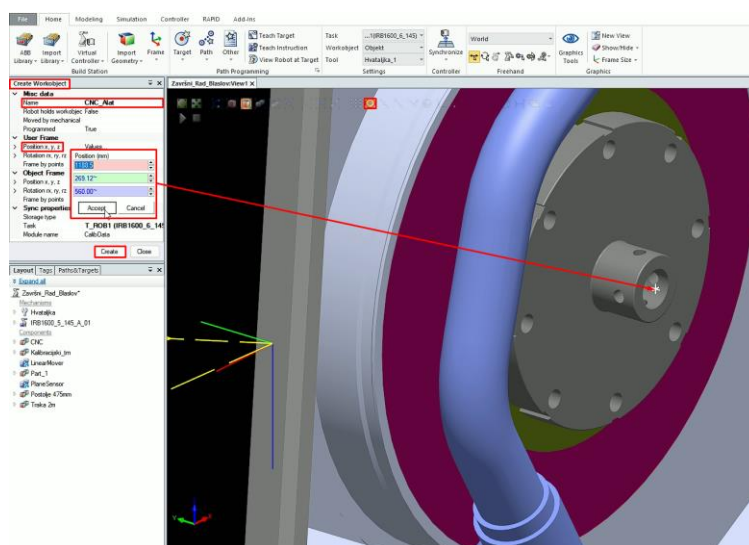 File Home Modeling Simulation Controller RAPID Add-Ins
ABB Library
Import Library
Virtual Controller
Import Geometry
Frame
Target
Path
Other
Teach Target
Teach Instruction
View Robot at Target
Task ...1(IRB1600_6_145)
Workobject Objekt
Tool Hvataljka_1
Synchronize
World
Graphics Tools
New View
Show/Hide
Frame Size
Build Station Path Programming Settings Controller Freehand Graphics
Create Workobject
Završni_Rad_Blaslov:View1 X
Misc data
Name CNC_Alat
Robot holds workobjec False
Moved by mechanical
Programmed True
User Frame
Position x, y, z Values
Rotation rx, ry, rz
Frame by points
Object Frame
Position x, y, z
Rotation rx, ry, rz
Frame by points
Sync properties
Storage type
Task T_ROB1 (IRB1600_6_145
Module name CalibData
Position (mm)
269.12
560.00
Accept Cancel
Create Close
Layout Tags Paths&Targets
Expand all
Završni_Rad_Blaslov*
Mechanisms
Hvataljka
IRB1600_6_145_A_01
Components
CNC
Kalibracijski_trn
LinearMover
Part_1
PlaneSensor
Postolje 475mm
Traka 2m